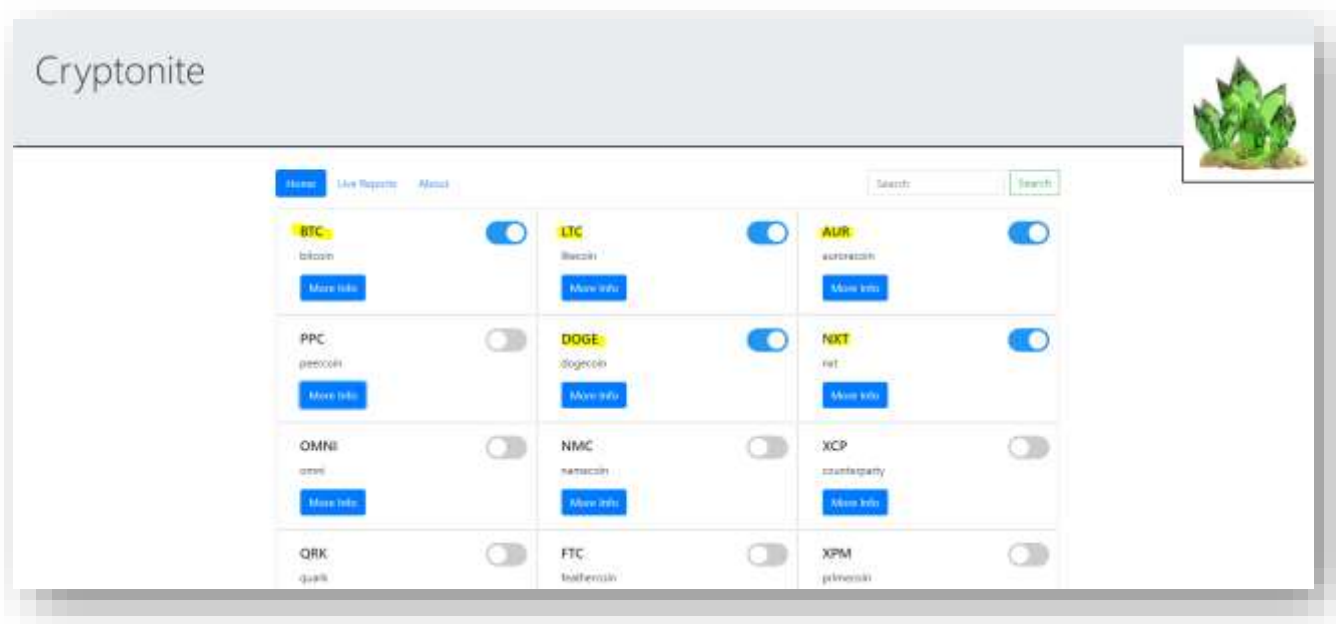 Cryptonite
Home Live Reports About Search Search
BTC LTC AUR
bitcoin litecoin auroracoin
More Info More Info More Info
PPC DOGE NXT
peercoin dogecoin nxt
More Info More Info More Info
OMNI NMC XCP
omni namecoin counterparty
More Info More Info More Info
QRK FTC XPM
quark feathercoin primecoin